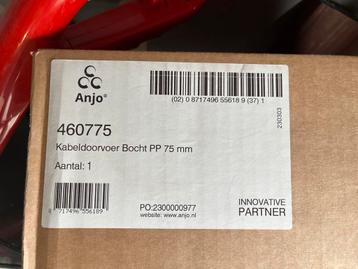 Anjo®
(02) 0 8717496 55618 9 (37) 1
230303
460775
Kabeldoorvoer Bocht PP 75 mm
Aantal: 1
8 717496 556189
PO:2300000977
website: www.anjo.nl
INNOVATIVE
PARTNER